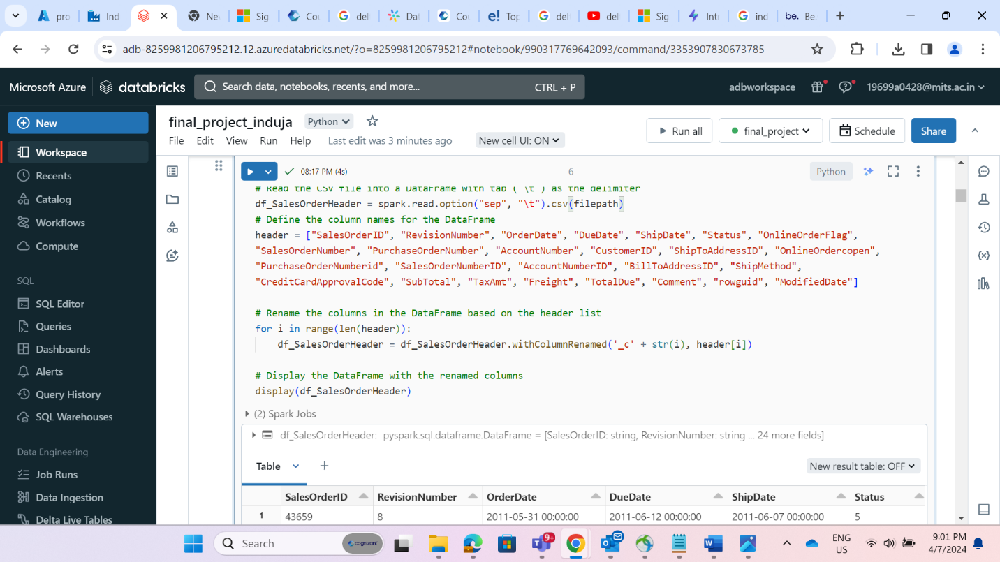 pro
Ind
Nev
Sig
Cou
del
Dat
Cou
Top
del
del
Sig
Intr
ind
be. Be.
adb-8259981206795212.12.azuredatabricks.net/?o=8259981206795212#notebook/990317769642093/command/3353907830673785
Microsoft Azure databricks Search data, notebooks, recents, and more... CTRL + P adbworkspace 19699a0428@mits.ac.in
New
Workspace
Recents
Catalog
Workflows
Compute
SQL
SQL Editor
Queries
Dashboards
Alerts
Query History
SQL Warehouses
Data Engineering
Job Runs
Data Ingestion
Delta Live Tables
final_project_induja Python
Run all final_project Schedule Share
File Edit View Run Help Last edit was 3 minutes ago New cell UI: ON
08:17 PM (4s) 6 Python
# Read the CSV file into a DataFrame with tab ('\t') as the delimiter
df_SalesOrderHeader = spark.read.option("sep", "\t").csv(filepath)
# Define the column names for the DataFrame
header = ["SalesOrderID", "RevisionNumber", "OrderDate", "DueDate", "ShipDate", "Status", "OnlineOrderFlag",
"SalesOrderNumber", "PurchaseOrderNumber", "AccountNumber", "CustomerID", "ShipToAddressID", "OnlineOrdercopen",
"PurchaseOrderNumberid", "SalesOrderNumberID", "AccountNumberID", "BillToAddressID", "ShipMethod",
"CreditCardApprovalCode", "SubTotal", "TaxAmt", "Freight", "TotalDue", "Comment", "rowguid", "ModifiedDate"]
# Rename the columns in the DataFrame based on the header list
for i in range(len(header)):
df_SalesOrderHeader = df_SalesOrderHeader.withColumnRenamed('_c' + str(i), header[i])
# Display the DataFrame with the renamed columns
display(df_SalesOrderHeader)
(2) Spark Jobs
df_SalesOrderHeader: pyspark.sql.dataframe.DataFrame = [SalesOrderID: string, RevisionNumber: string ... 24 more fields]
Table + New result table: OFF
SalesOrderID RevisionNumber OrderDate DueDate ShipDate Status
1 43659 8 2011-05-31 00:00:00 2011-06-12 00:00:00 2011-06-07 00:00:00 5
Search cognizant 9+ ENG US 9:01 PM
4/7/2024